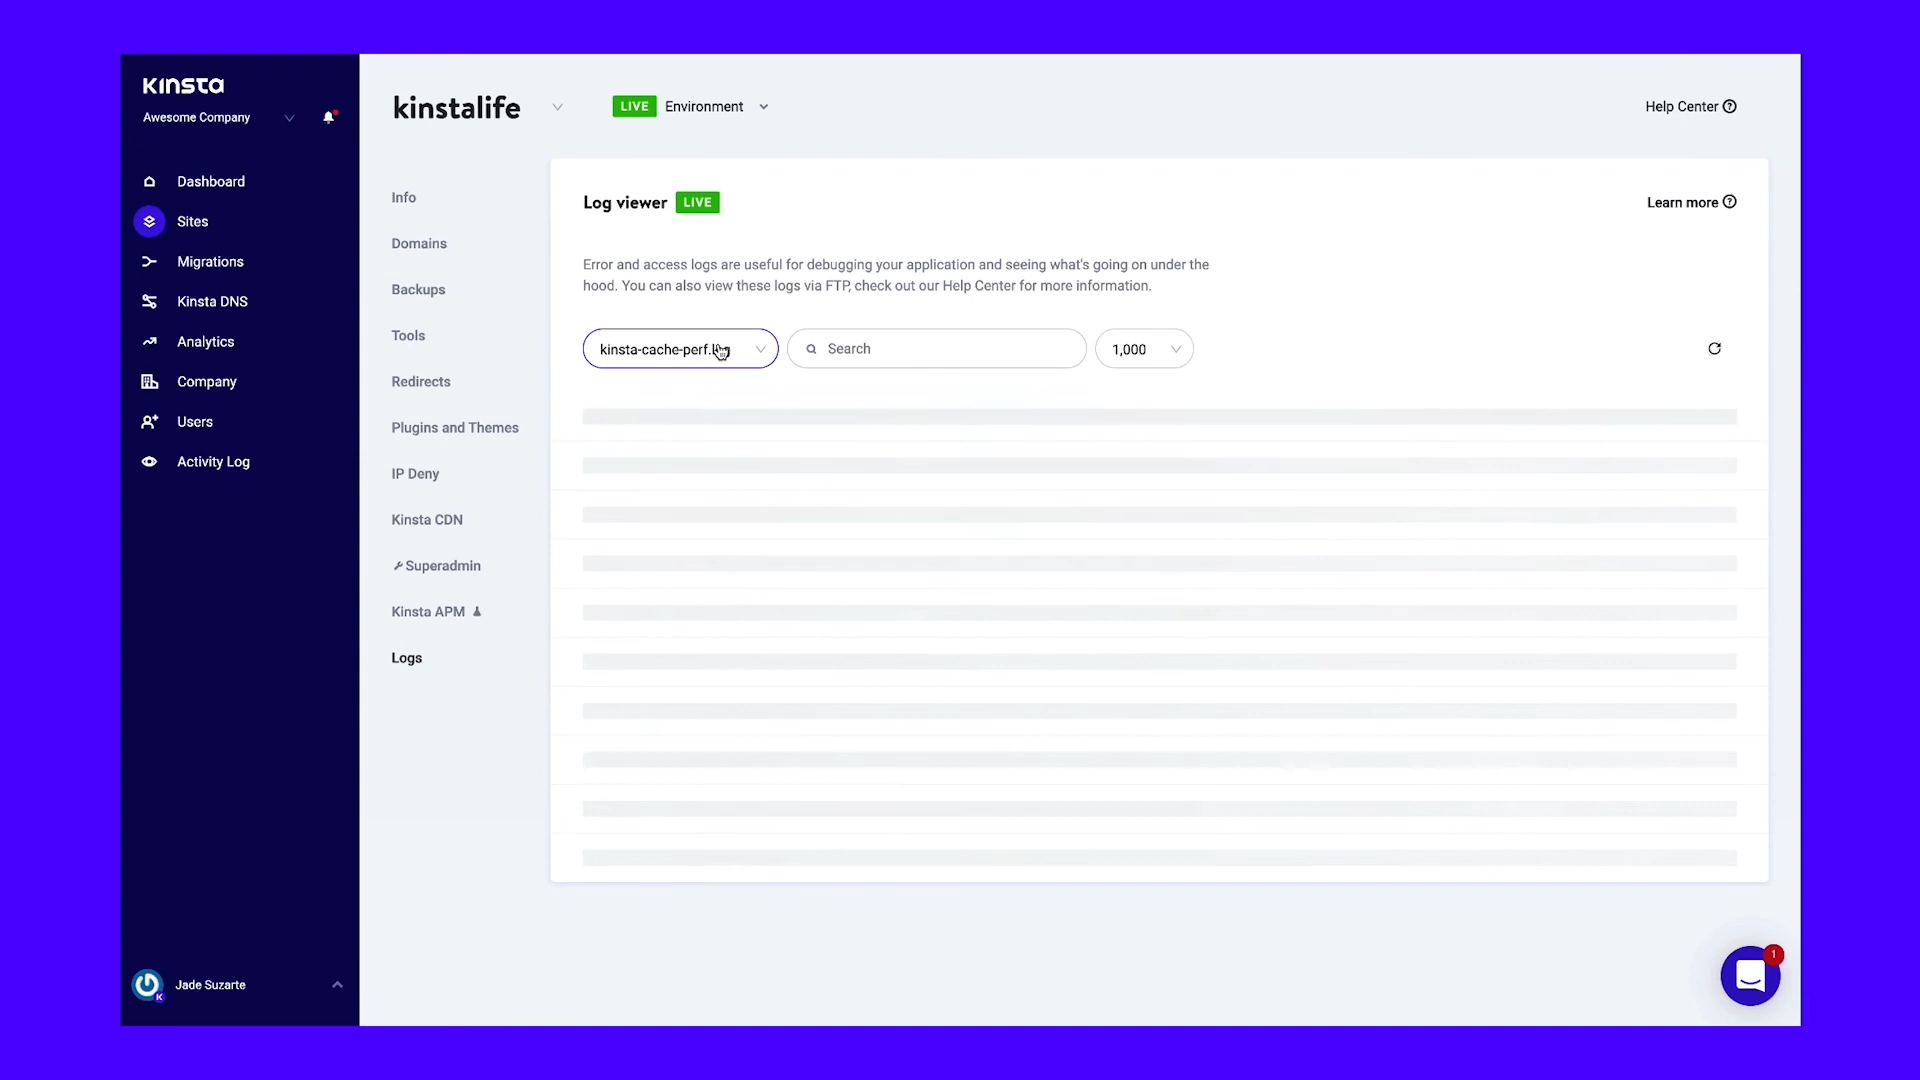 Kinsta
Awesome Company
Dashboard
Sites
Migrations
Kinsta DNS
Analytics
Company
Users
Activity Log
Jade Suzarte
K
kinstalife
LIVE Environment
Help Center
Info
Domains
Backups
Tools
Redirects
Plugins and Themes
IP Deny
Kinsta CDN
Superadmin
Kinsta APM
Logs
Log viewer LIVE
Learn more
Error and access logs are useful for debugging your application and seeing what's going on under the
hood. You can also view these logs via FTP, check out our Help Center for more information.
kinsta-cache-perf.
Search
1,000
1